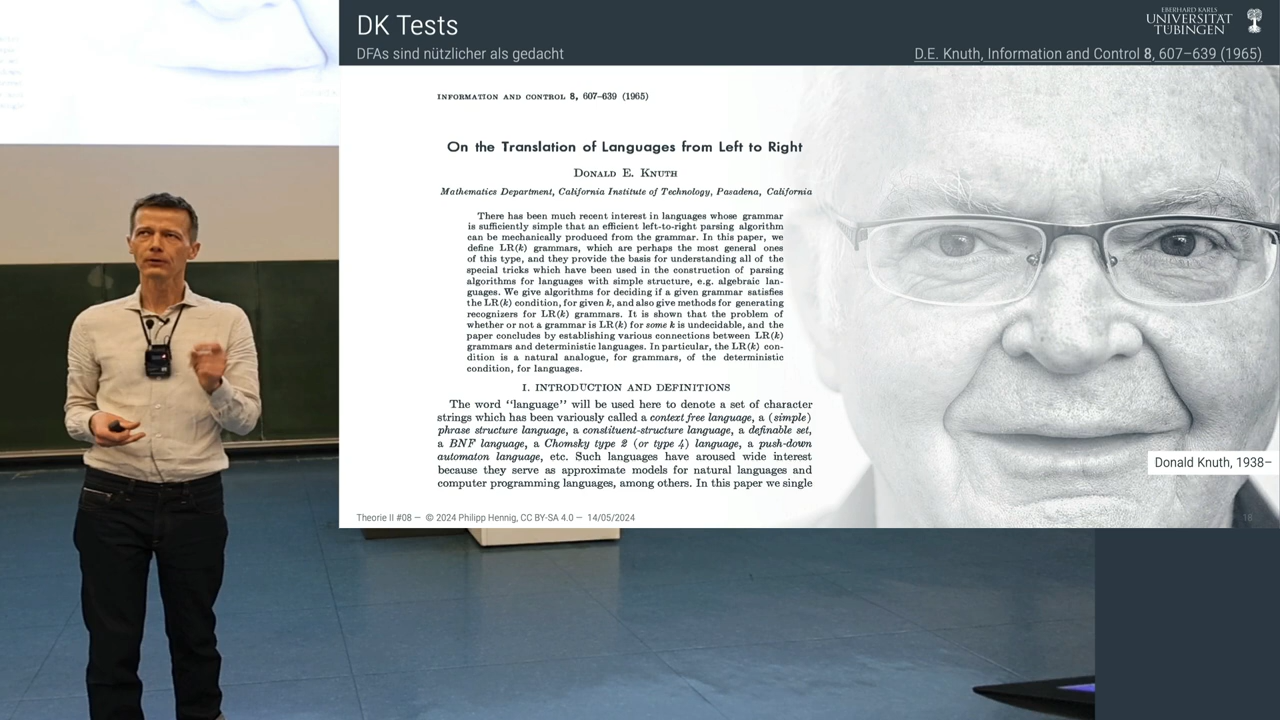 DK Tests
DFAs sind nützlicher als gedacht
EBERHARD KARLS
UNIVERSITÄT
TÜBINGEN
D.E. Knuth, Information and Control 8, 607–639 (1965)
INFORMATION AND CONTROL 8, 607–639 (1965)
On the Translation of Languages from Left to Right
DONALD E. KNUTH
Mathematics Department, California Institute of Technology, Pasadena, California
There has been much recent interest in languages whose grammar
is sufficiently simple that an efficient left-to-right parsing algorithm
can be mechanically produced from the grammar. In this paper, we
define LR(k) grammars, which are perhaps the most general ones
of this type, and they provide the basis for understanding all of the
special tricks which have been used in the construction of parsing
algorithms for languages with simple structure, e.g. algebraic lan-
guages. We give algorithms for deciding if a given grammar satisfies
the LR(k) condition, for given k, and also give methods for generating
recognizers for LR(k) grammars. It is shown that the problem of
whether or not a grammar is LR(k) for some k is undecidable, and the
paper concludes by establishing various connections between LR(k)
grammars and deterministic languages. In particular, the LR(k) con-
dition is a natural analogue, for grammars, of the deterministic
condition, for languages.
I. INTRODUCTION AND DEFINITIONS
The word "language" will be used here to denote a set of character
strings which has been variously called a context free language, a (simple)
phrase structure language, a constituent-structure language, a definable set,
a BNF language, a Chomsky type 2 (or type 4) language, a push-down
automaton language, etc. Such languages have aroused wide interest
because they serve as approximate models for natural languages and
computer programming languages, among others. In this paper we single
Donald Knuth, 1938–
Theorie II #08 — © 2024 Philipp Hennig, CC BY-SA 4.0 — 14/05/2024
18